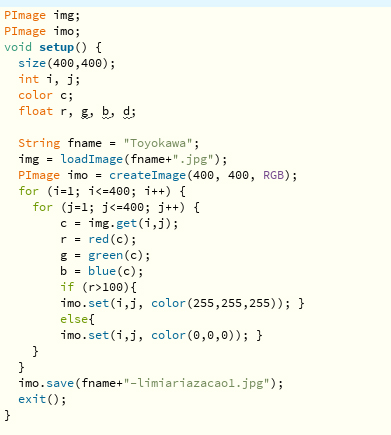 PImage img;
PImage imo;
void setup() {
  size(400,400);
  int i, j;
  color c;
  float r, g, b, d;

  String fname = "Toyokawa";
  img = loadImage(fname+".jpg");
  PImage imo = createImage(400, 400, RGB);
  for (i=1; i<=400; i++) {
    for (j=1; j<=400; j++) {
        c = img.get(i,j);
        r = red(c);
        g = green(c);
        b = blue(c);
        if (r>100){
        imo.set(i,j, color(255,255,255)); }
        else{
        imo.set(i,j, color(0,0,0)); }
    }
  }
  imo.save(fname+"-limiariazacao1.jpg");
  exit();
}